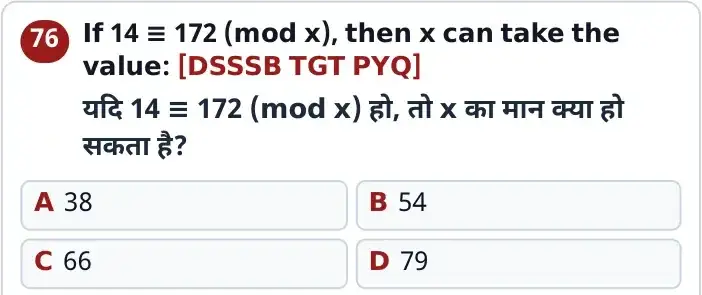 76 If 14 ≡ 172 (mod x), then x can take the
value: [DSSSB TGT PYQ]
यदि 14 ≡ 172 (mod x) हो, तो x का मान क्या हो
सकता है?
A 38 B 54
C 66 D 79